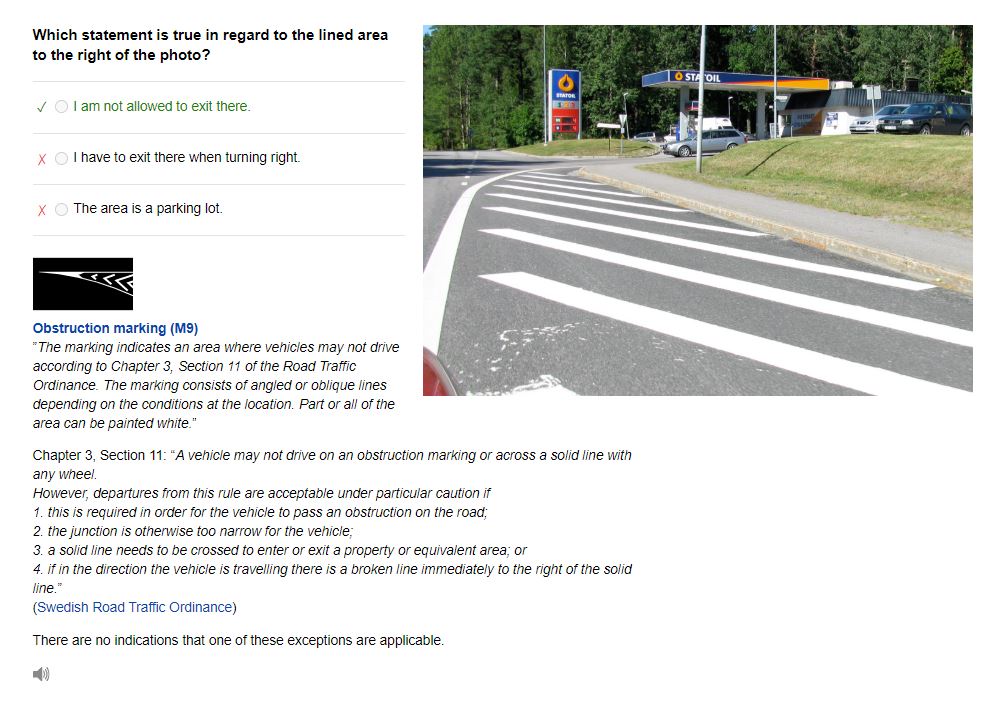 Which statement is true in regard to the lined area
to the right of the photo?
✓ I am not allowed to exit there.
X I have to exit there when turning right.
X The area is a parking lot.
STATOIL
STATOIL
Obstruction marking (M9)
”The marking indicates an area where vehicles may not drive
according to Chapter 3, Section 11 of the Road Traffic
Ordinance. The marking consists of angled or oblique lines
depending on the conditions at the location. Part or all of the
area can be painted white.”
Chapter 3, Section 11: “A vehicle may not drive on an obstruction marking or across a solid line with
any wheel.
However, departures from this rule are acceptable under particular caution if
1. this is required in order for the vehicle to pass an obstruction on the road;
2. the junction is otherwise too narrow for the vehicle;
3. a solid line needs to be crossed to enter or exit a property or equivalent area; or
4. if in the direction the vehicle is travelling there is a broken line immediately to the right of the solid
line.”
(Swedish Road Traffic Ordinance)
There are no indications that one of these exceptions are applicable.